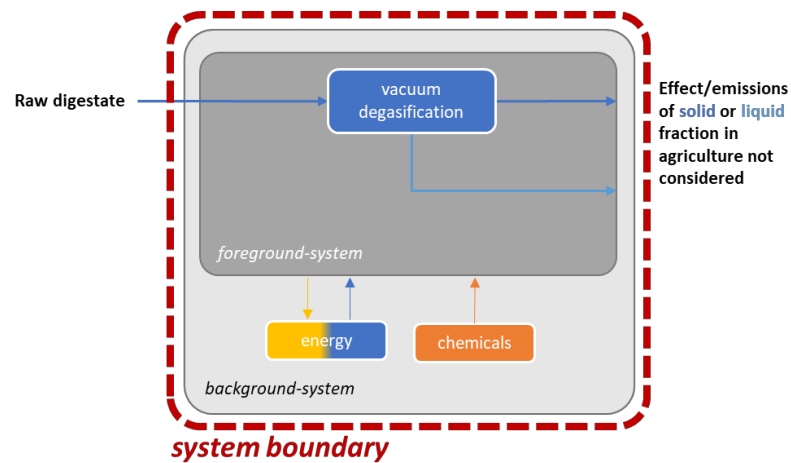 Raw digestate
vacuum
degasification
Effect/emissions
of solid or liquid
fraction in
agriculture not
considered
foreground-system
energy
chemicals
background-system
system boundary